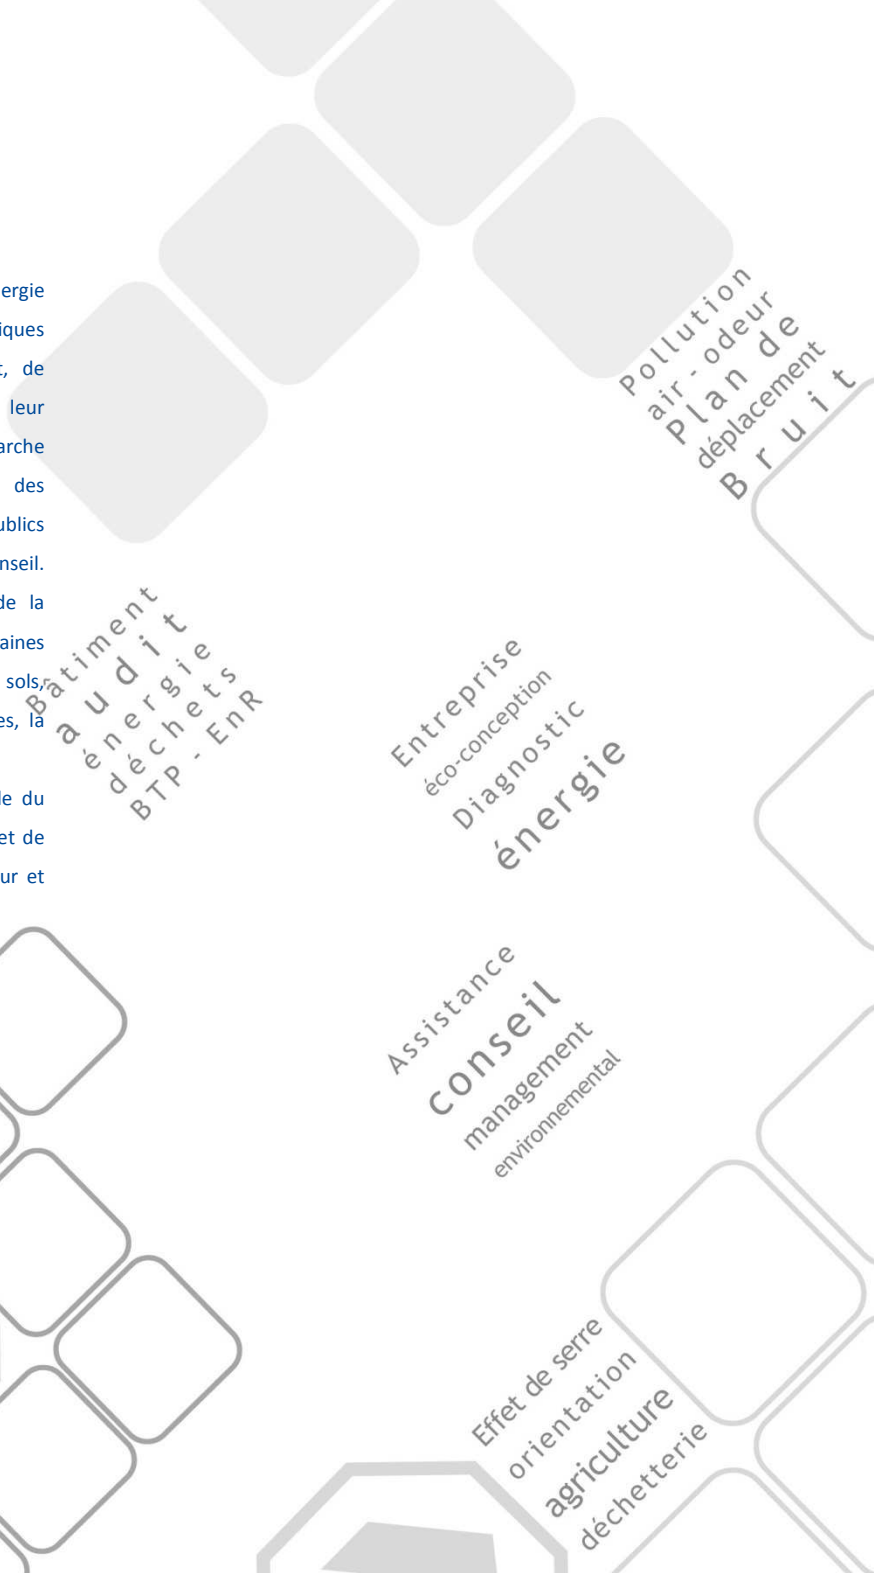 ergie
iques
t, de
leur
arche
des
ublics
nseil.
de la
aines
sols,
es, la
le du
et de
ur et
Pollution
air - odeur
Plan de
déplacement
Bruit
Bâtiment
audit
énergie
déchets
BTP - EnR
Entreprise
éco-conception
Diagnostic
énergie
Assistance
conseil
management
environnemental
Effet de serre
orientation
agriculture
déchetterie